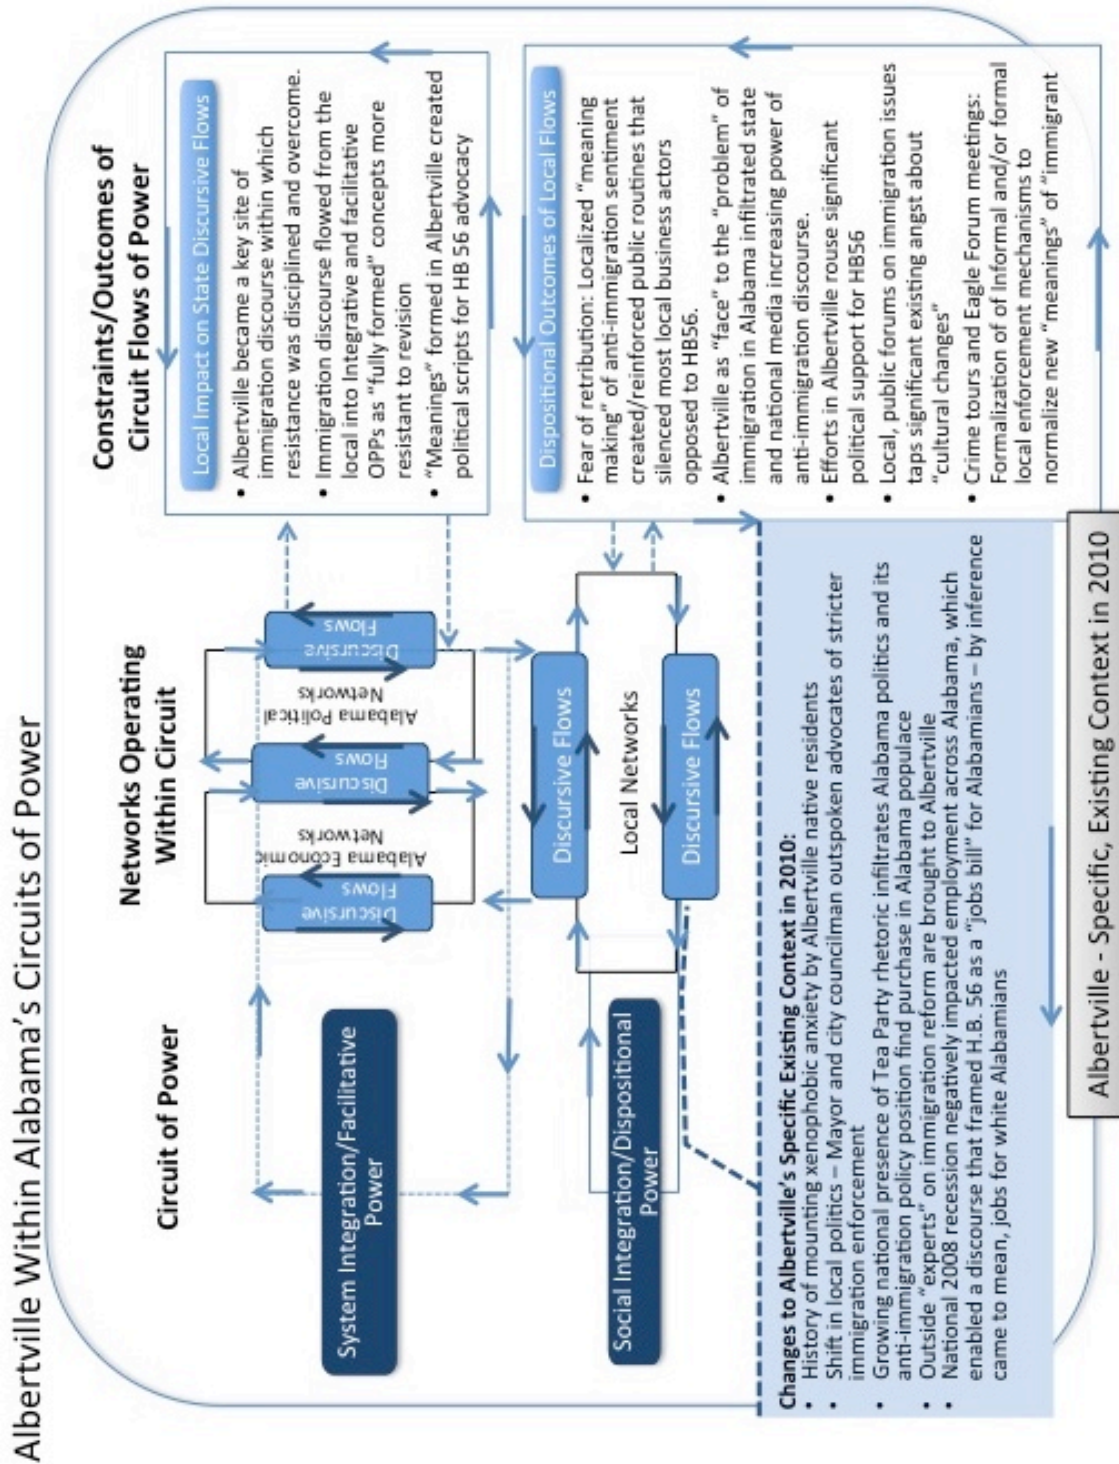 Albertville Within Alabama's Circuits of Power
Circuit of Power
Networks Operating
Within Circuit
Constraints/Outcomes of
Circuit Flows of Power
System Integration/Facilitative
Power
Discursive
Flows
Alabama Economic
Networks
Discursive
Flows
Alabama Political
Networks
Discursive
Flows
Local Impact on State Discursive Flows
• Albertville became a key site of
immigration discourse within which
resistance was disciplined and overcome.
• Immigration discourse flowed from the
local into Integrative and facilitative
OPPs as "fully formed" concepts more
resistant to revision
• "Meanings" formed in Albertville created
political scripts for HB 56 advocacy
Social Integration/Dispositional
Power
Discursive Flows
Local Networks
Discursive Flows
Dispositional Outcomes of Local Flows
• Fear of retribution: Localized "meaning
making" of anti-immigration sentiment
created/reinforced public routines that
silenced most local business actors
opposed to HB56.
• Albertville as "face" to the "problem" of
immigration in Alabama infiltrated state
and national media increasing power of
anti-immigration discourse.
• Efforts in Albertville rouse significant
political support for HB56
• Local, public forums on immigration issues
taps significant existing angst about
"cultural changes"
• Crime tours and Eagle Forum meetings:
Formalization of of Informal and/or formal
local enforcement mechanisms to
normalize new "meanings" of "immigrant
Changes to Albertville's Specific Existing Context in 2010:
• History of mounting xenophobic anxiety by Albertville native residents
• Shift in local politics – Mayor and city councilman outspoken advocates of stricter
immigration enforcement
• Growing national presence of Tea Party rhetoric infiltrates Alabama politics and its
anti-immigration policy position find purchase in Alabama populace
• Outside "experts" on immigration reform are brought to Albertville
• National 2008 recession negatively impacted employment across Alabama, which
enabled a discourse that framed H.B. 56 as a "jobs bill" for Alabamians – by inference
came to mean, jobs for white Alabamians
Albertville - Specific, Existing Context in 2010